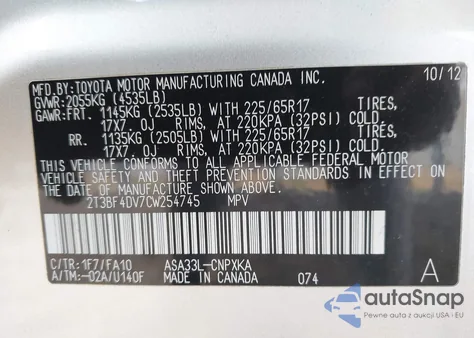 MFD.BY:TOYOTA MOTOR MANUFACTURING CANADA INC. 10/12
GVWR: 2055KG (4535LB)
GAWR:FRT. 1145KG (2535LB) WITH 225/65R17 TIRES,
17X7. OJ RIMS, AT 220KPA (32PSI) COLD.
RR. 1135KG (2505LB) WITH 225/65R17 TIRES,
17X7. OJ RIMS, AT 220KPA (32PSI) COLD.
THIS VEHICLE CONFORMS TO ALL APPLICABLE FEDERAL MOTOR
VEHICLE SAFETY AND THEFT PREVENTION STANDARDS IN EFFECT ON
THE DATE OF MANUFACTURE SHOWN ABOVE.
2T3BF4DV7CW254745 MPV
C/TR: 1F7/FA10 ASA33L-CNPXKA
A/TM:-02A/U140F MADE IN CANADA 074 A
autoSnap
Pewne auta z USA i EU